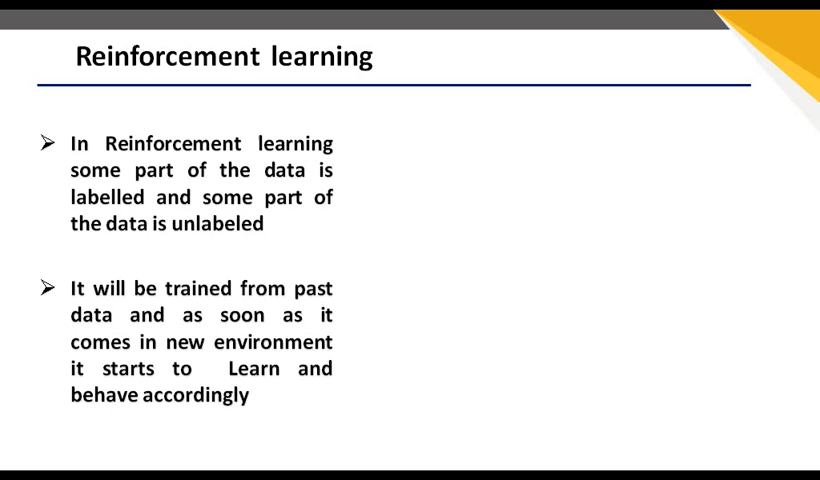 Reinforcement learning
In Reinforcement learning
some part of the data is
labelled and some part of
the data is unlabeled
It will be trained from past
data and as soon as it
comes in new environment
it starts to Learn and
behave accordingly